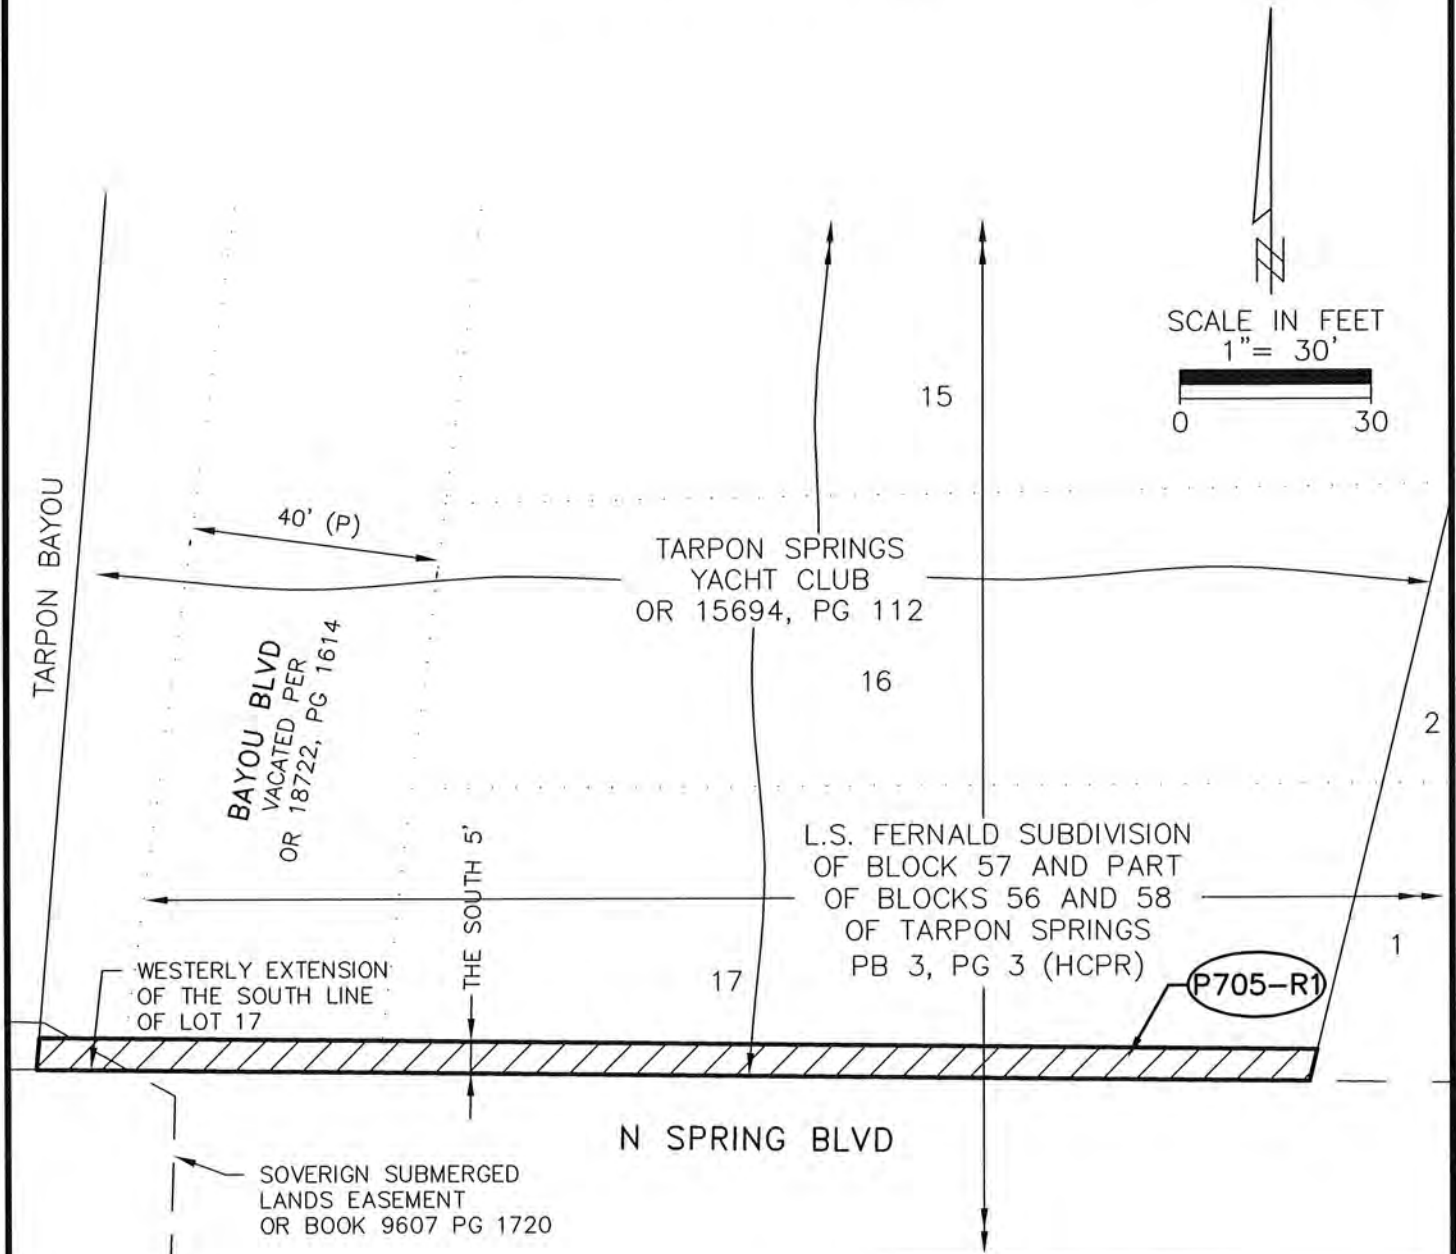 N
SCALE IN FEET
1"= 30'
0 30
15
TARPON BAYOU
40' (P)
TARPON SPRINGS
YACHT CLUB
OR 15694, PG 112
BAYOU BLVD
VACATED PER
OR 18722, PG 1614
16
2
THE SOUTH 5'
L.S. FERNALD SUBDIVISION
OF BLOCK 57 AND PART
OF BLOCKS 56 AND 58
OF TARPON SPRINGS
PB 3, PG 3 (HCPR)
1
WESTERLY EXTENSION
OF THE SOUTH LINE
OF LOT 17
17
P705-R1
N SPRING BLVD
SOVERIGN SUBMERGED
LANDS EASEMENT
OR BOOK 9607 PG 1720